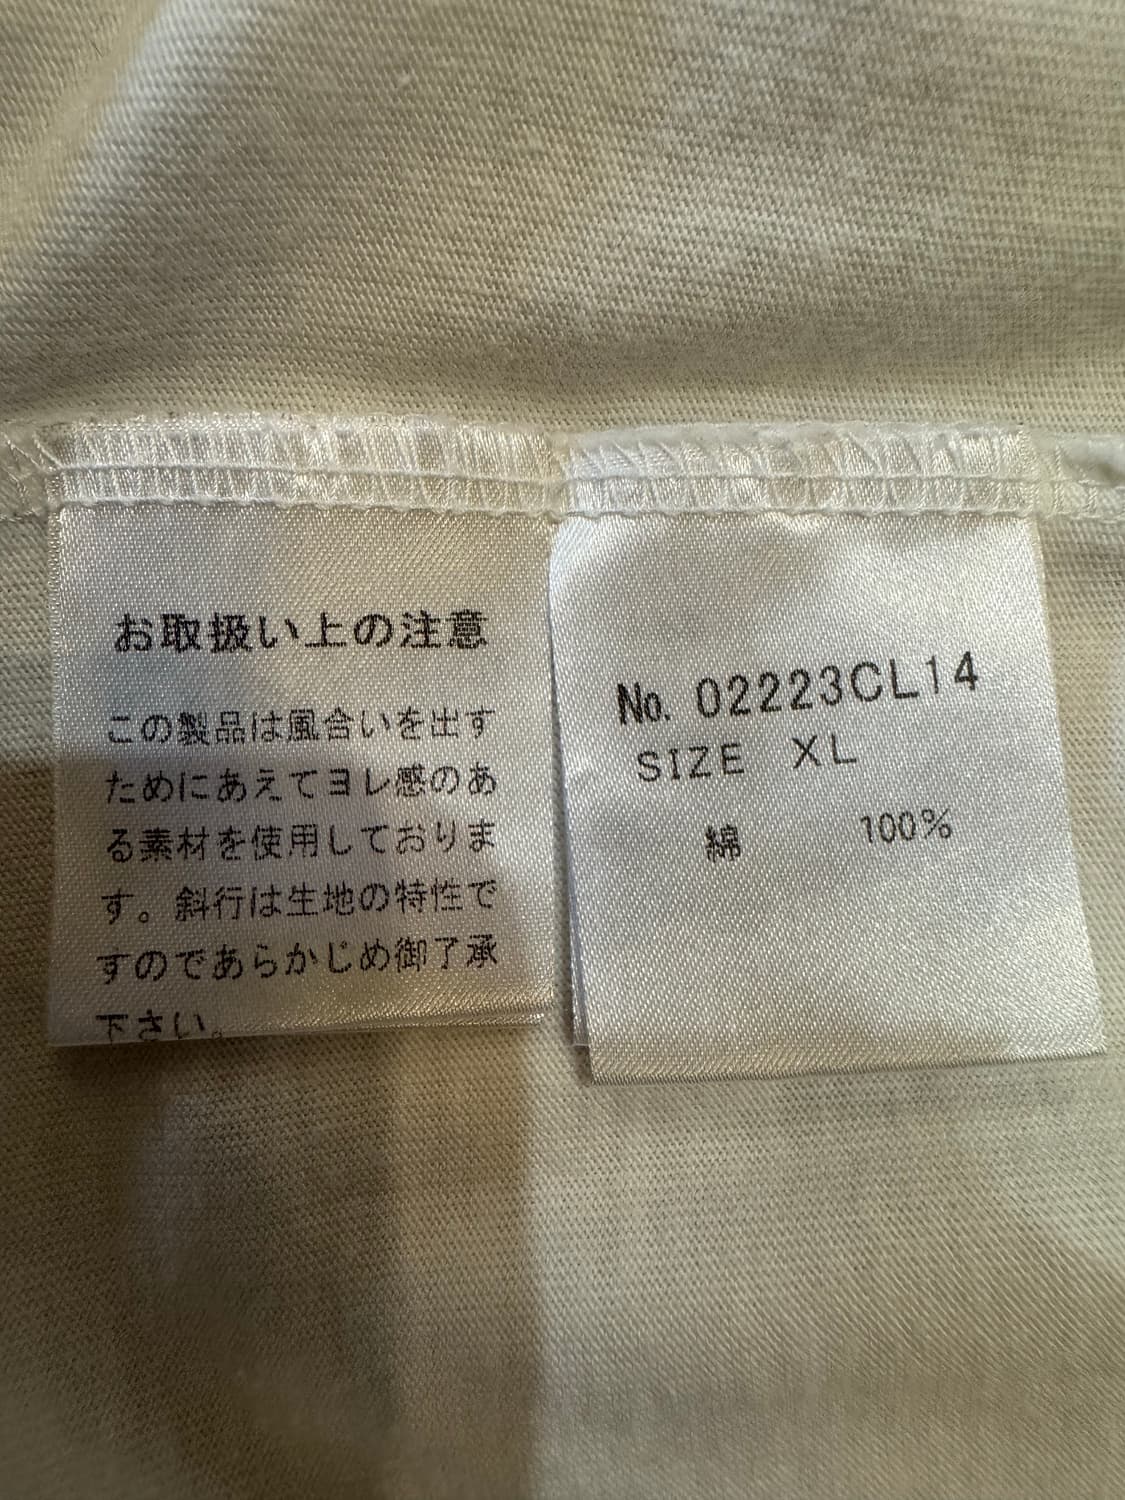 お取扱い上の注意
この製品は風合いを出す
ためにあえてヨレ感のあ
る素材を使用しておりま
す。斜行は生地の特性で
すのであらかじめ御了承
下さい。
No. 02223CL14
SIZE XL
綿 100%